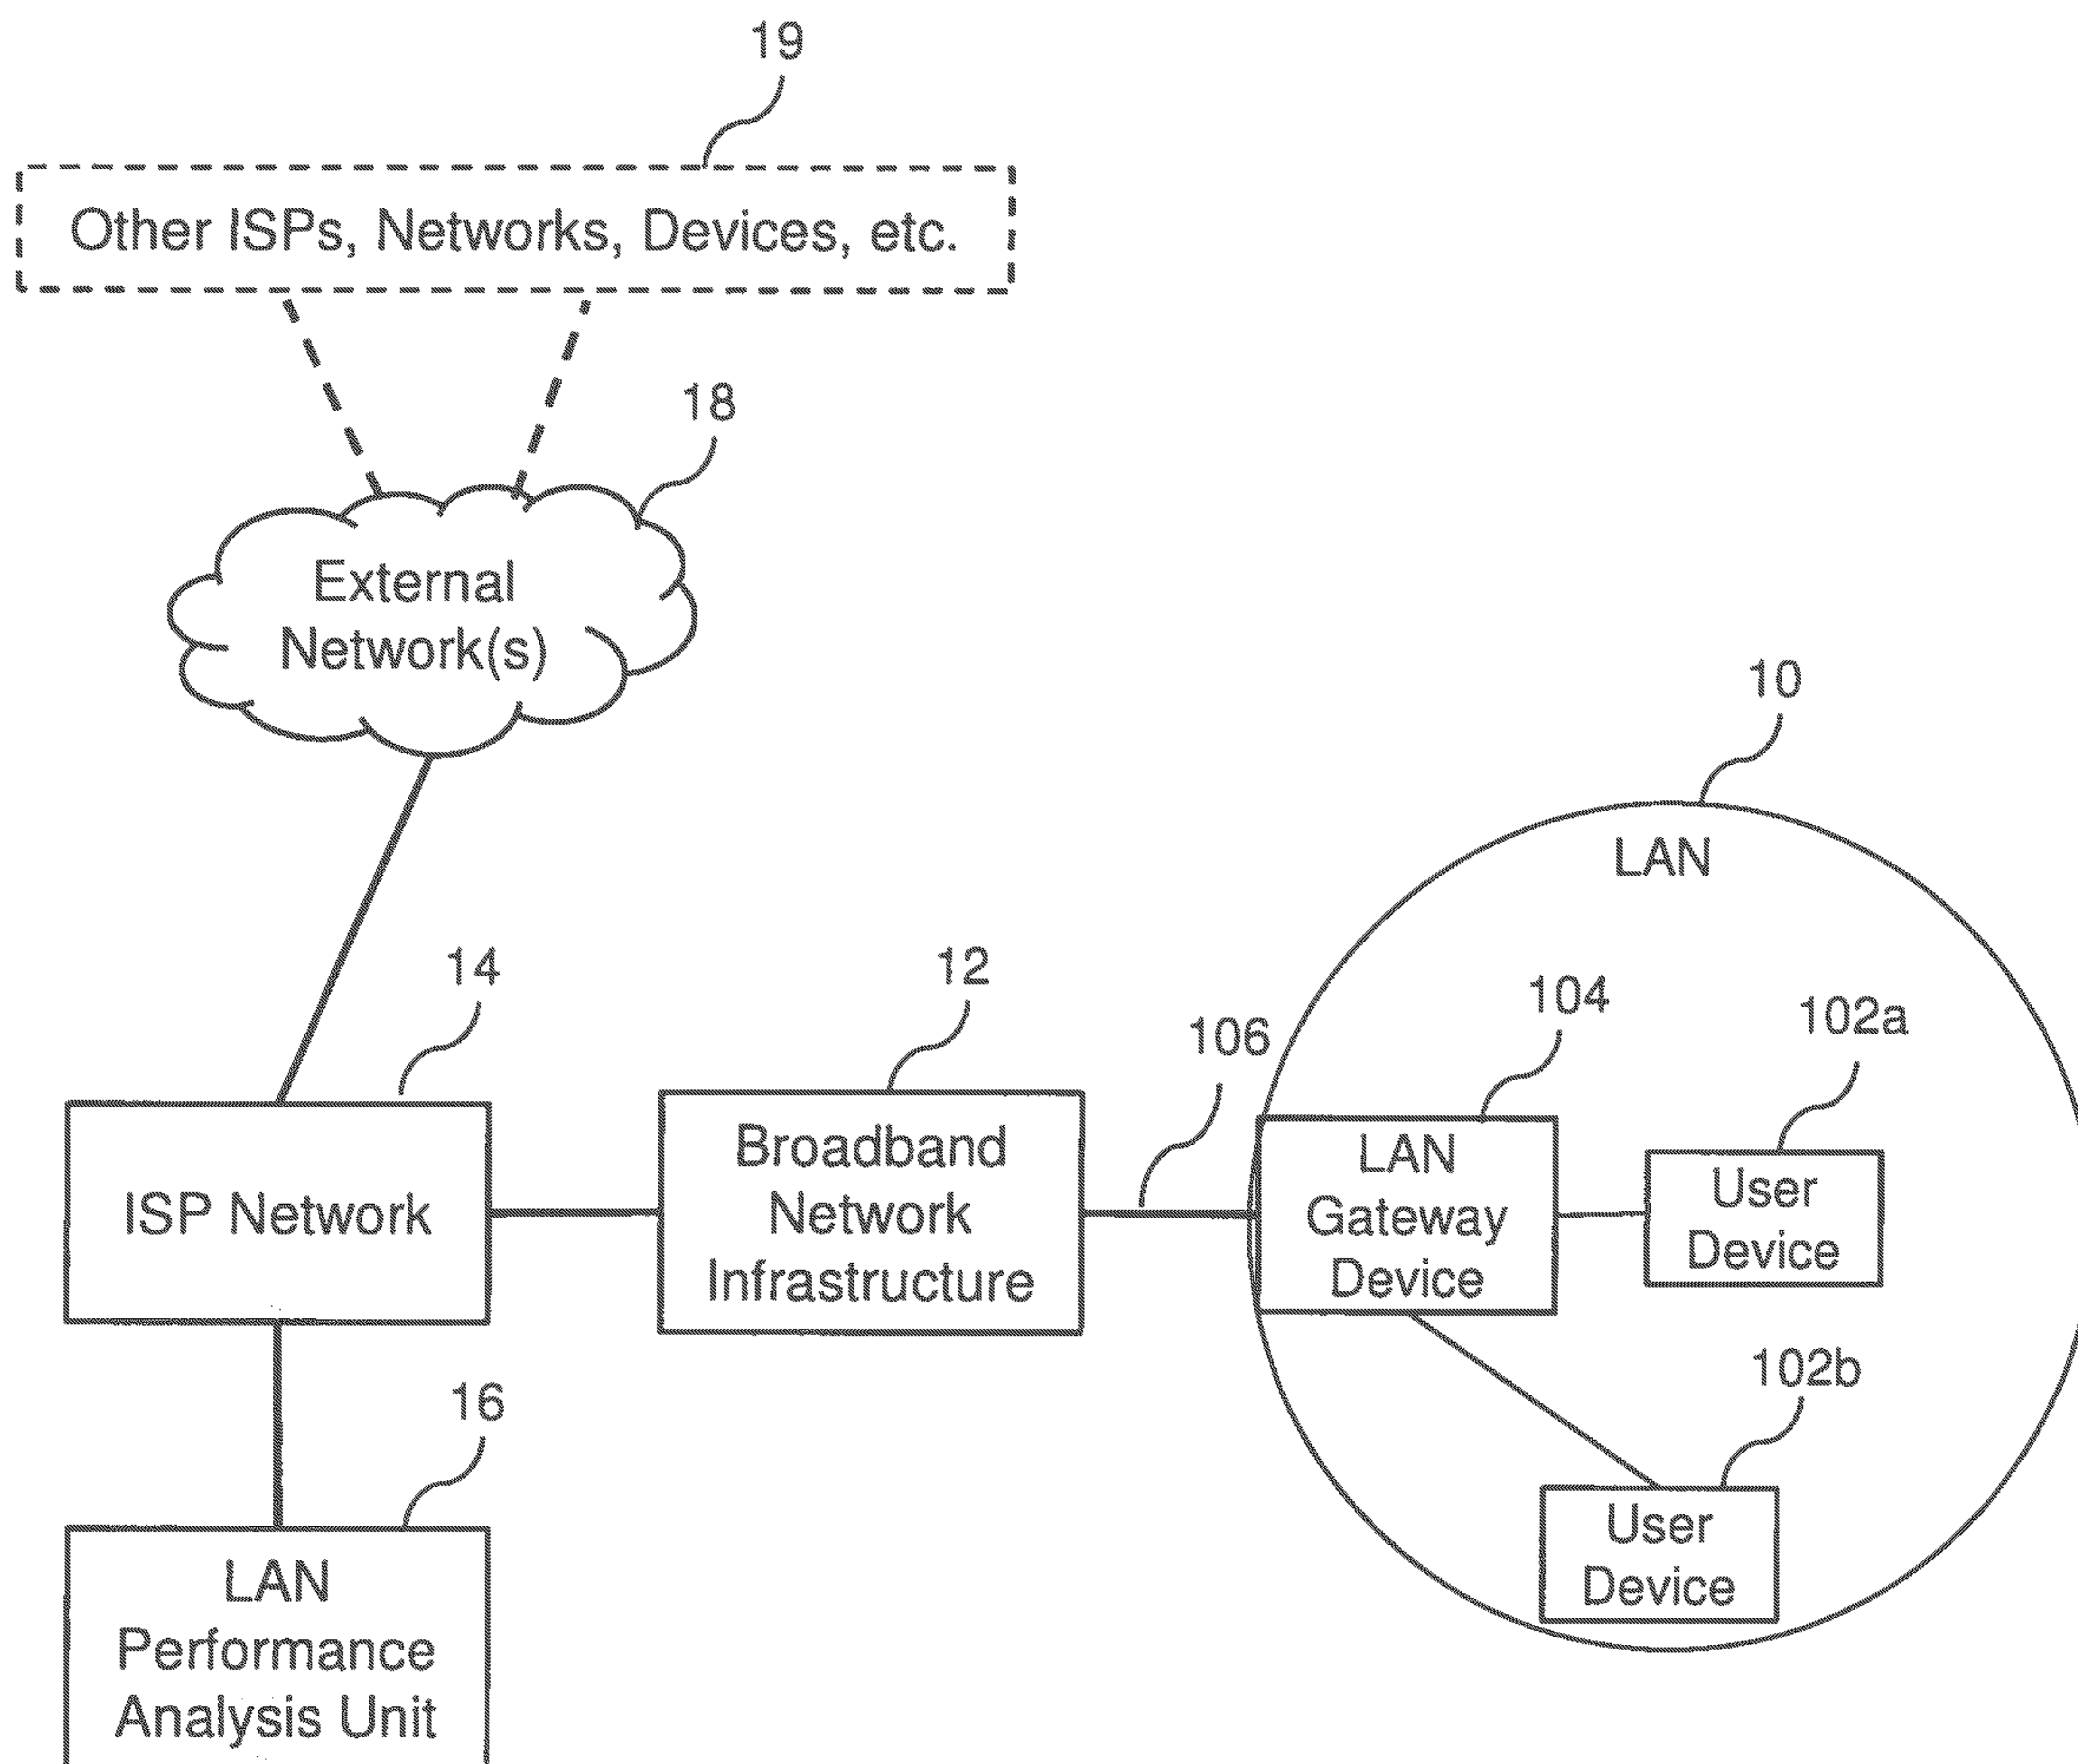 19
Other ISPs, Networks, Devices, etc.
18
External
Network(s)
10
LAN
14
12
106
104
102a
ISP Network
Broadband
Network
Infrastructure
LAN
Gateway
Device
User
Device
16
102b
LAN
Performance
Analysis Unit
User
Device